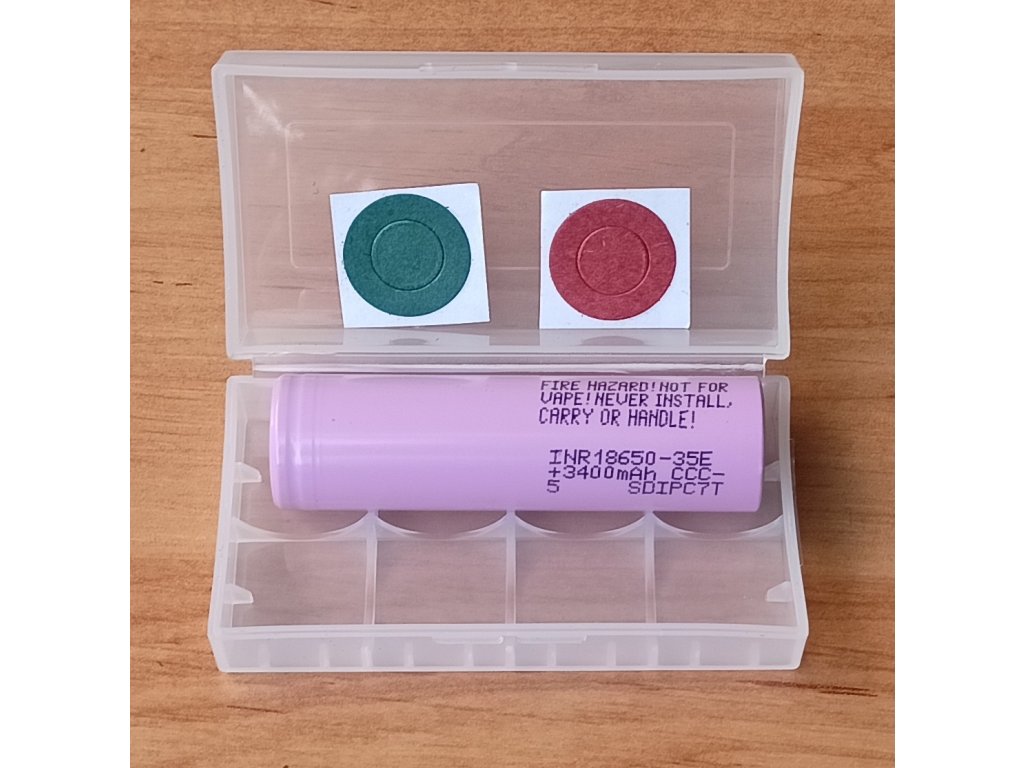 FIRE HAZARD!NOT FOR
VAPE!NEVER INSTALL,
CARRY OR HANDLE!
INR18650-35E
+3400mAh CCC-
5 SDIPC7T